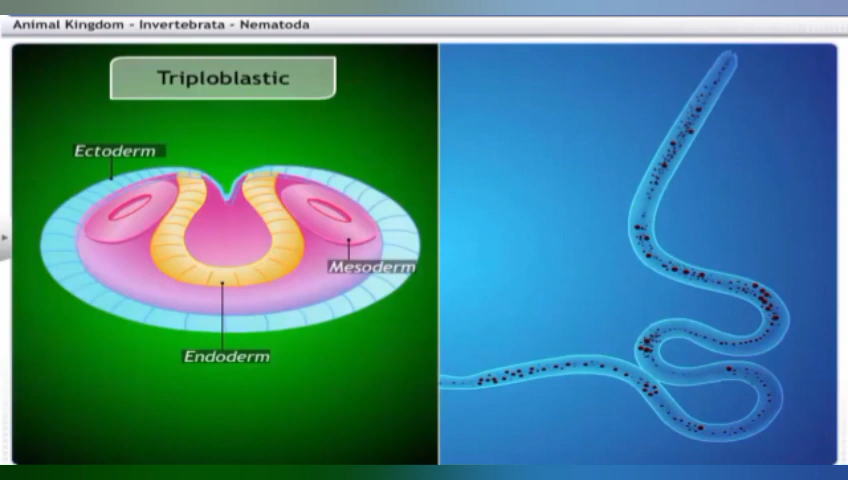 Animal Kingdom - Invertebrata - Nematoda
Triploblastic
Ectoderm
Mesoderm
Endoderm